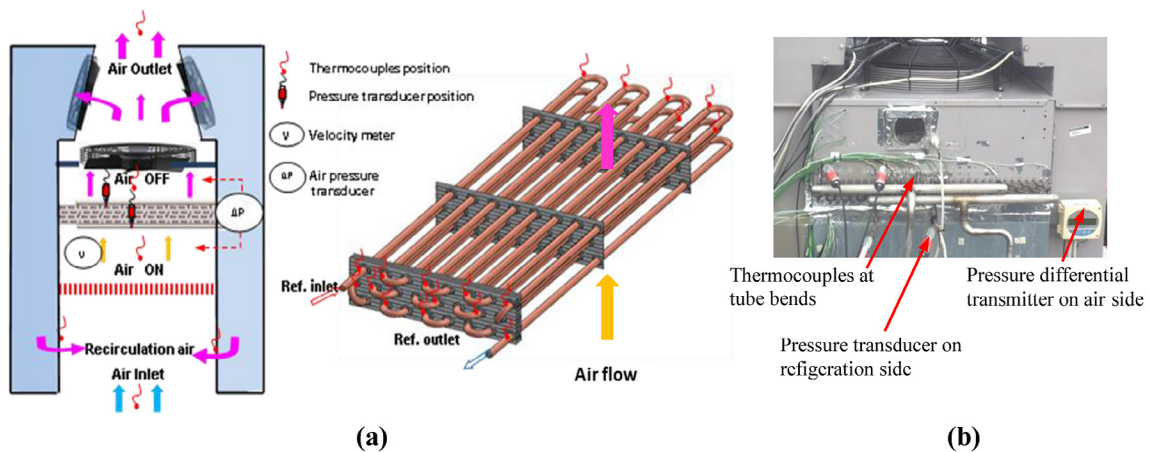 Air Outlet
Air OFF
ΔP
V
Air ON
Recirculation air
Air Inlet
Thermocouples position
Pressure transducer position
V
Velocity meter
ΔP
Air pressure
transducer
Ref. inlet
Ref. outlet
Air flow
(a)
Thermocouples at
tube bends
Pressure differential
transmitter on air side
Pressure transducer on
refigeration side
(b)